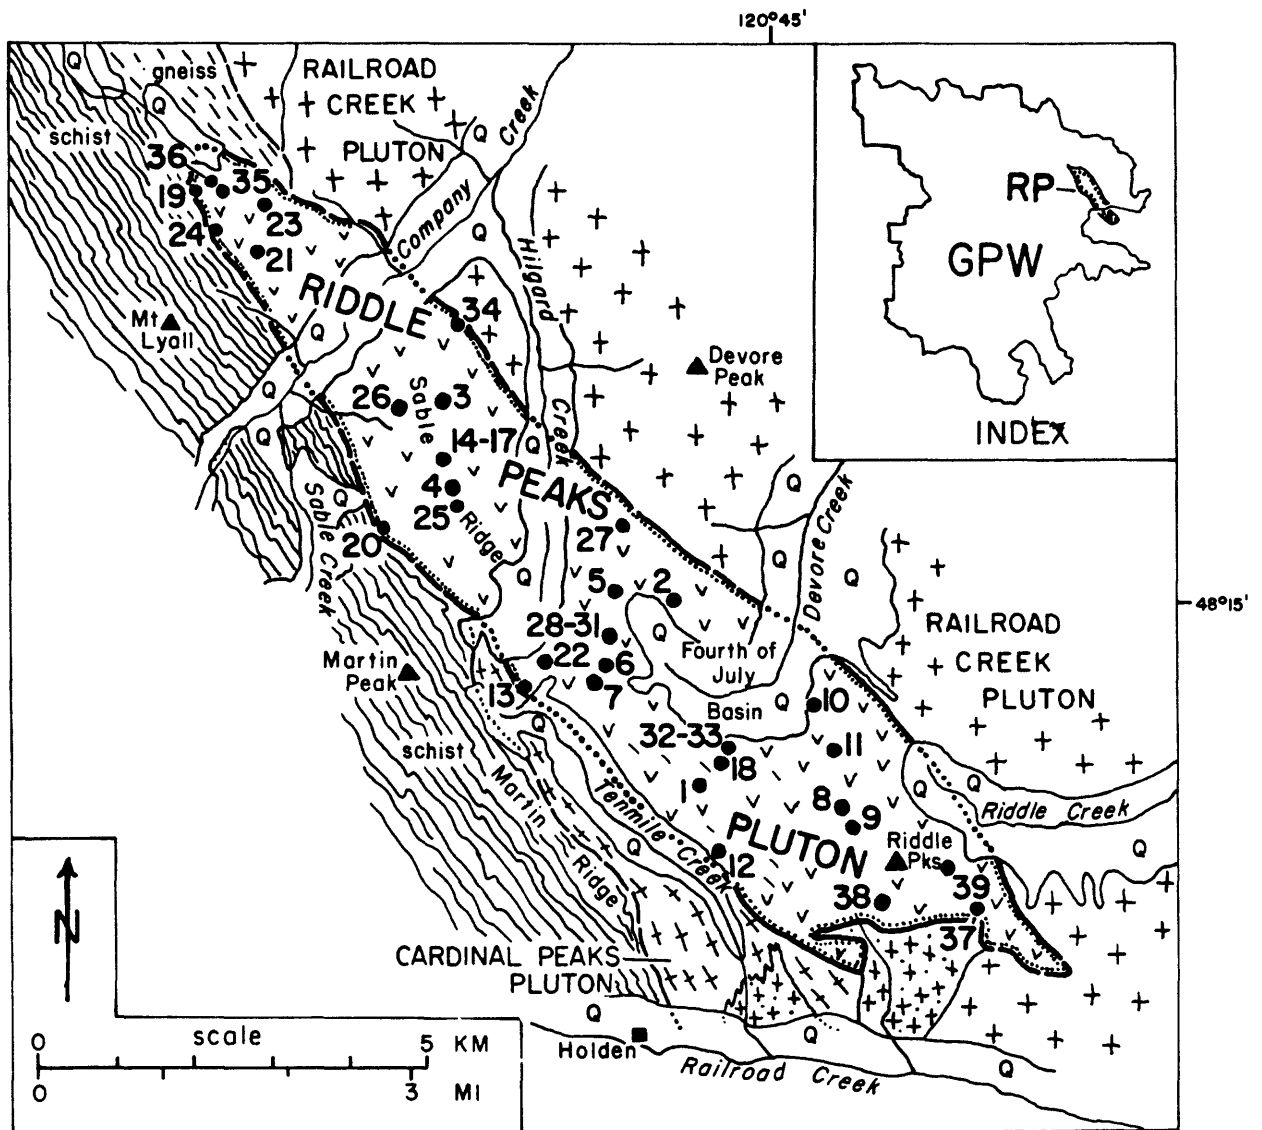 120°45'
Q
gneiss
RAILROAD
CREEK
PLUTON
Q
schist
Q
Creek
Company
36
35
19
23
24
21
RP
GPW
INDEX
Q
Hilgard
Creek
RIDDLE
Mt
Lyall
Q
34
Devore
Peak
Q
26
Sable
3
Q
14-17
Q
PEAKS
Q
4
25
Ridge
Q
Sable Creek
20
27
Devore Creek
Q
Q
Q
5
2
48°15'
28-31
Q
22
6
Fourth of
July
Basin
RAILROAD
CREEK
PLUTON
Martin
Peak
13
7
Q
10
Q
32-33
18
11
schist
Martin
Ridge
1
Tenmile Creek
Q
8
9
Q
Q
Riddle Creek
PLUTON
Riddle
Pks
Q
12
38
39
37
N
CARDINAL PEAKS
PLUTON
Q
Holden
Q
Q
Railroad Creek
scale
0 5 KM
0 3 MI